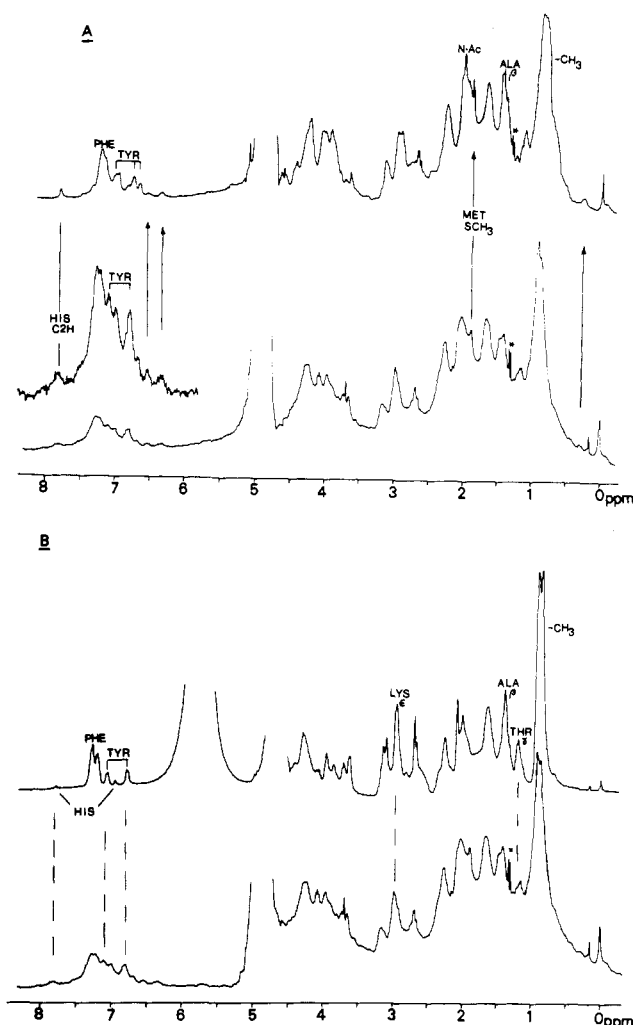 A
N-Ac
ALA
β
-CH3
*
PHE
TYR
MET
SCH3
TYR
HIS
C2H
*
8 7 6 5 4 3 2 1 0ppm
B
-CH3
LYS
ε
ALA
β
THR
γ
PHE
TYR
HIS
*
8 7 6 5 4 3 2 1 0ppm